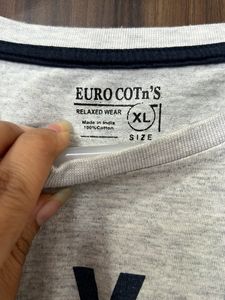 EURO COTn'S
RELAXED WEAR
Made in India
100%Cotton
XL
SIZE